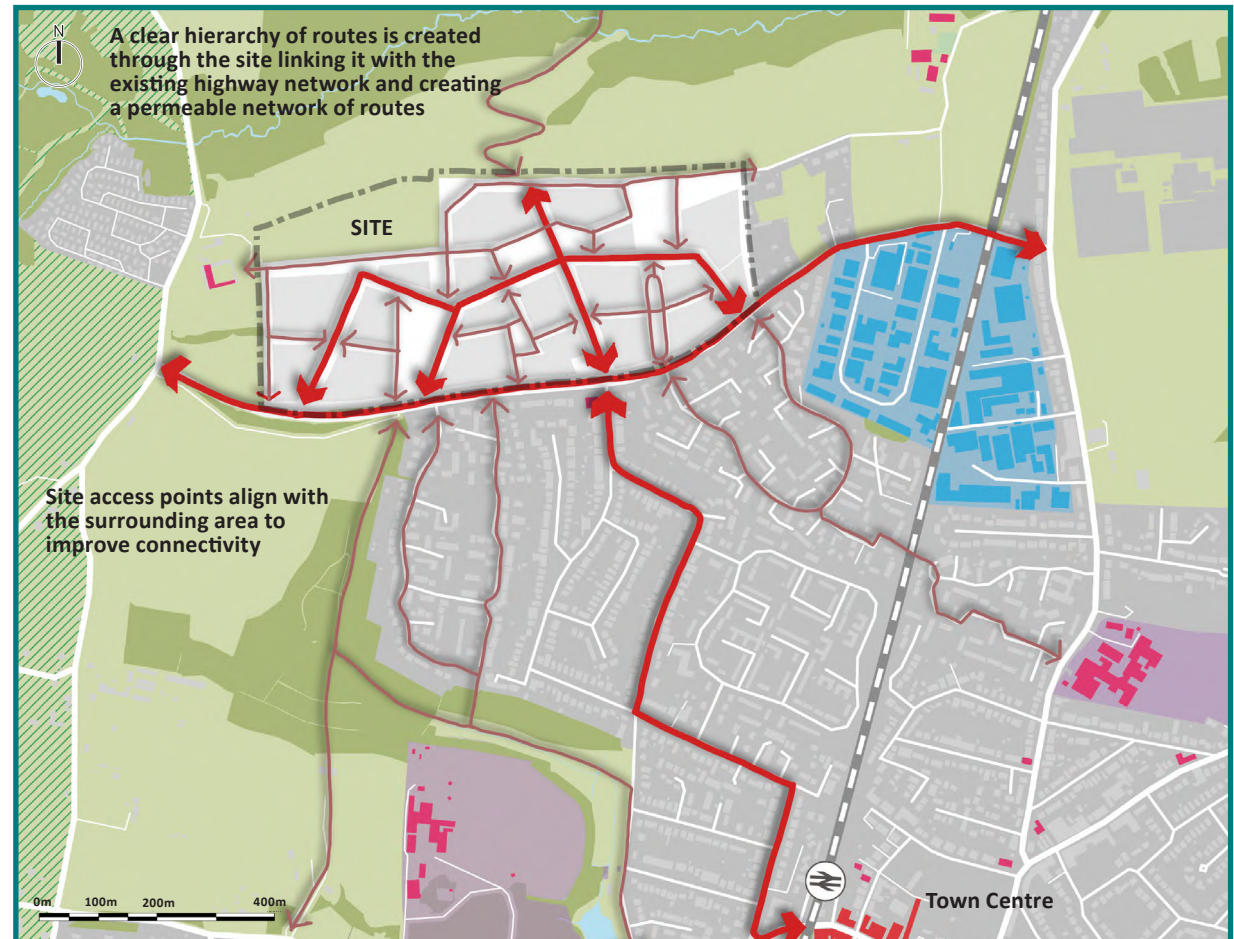 N
A clear hierarchy of routes is created
through the site linking it with the
existing highway network and creating
a permeable network of routes
SITE
Site access points align with
the surrounding area to
improve connectivity
0m 100m 200m 400m
Town Centre